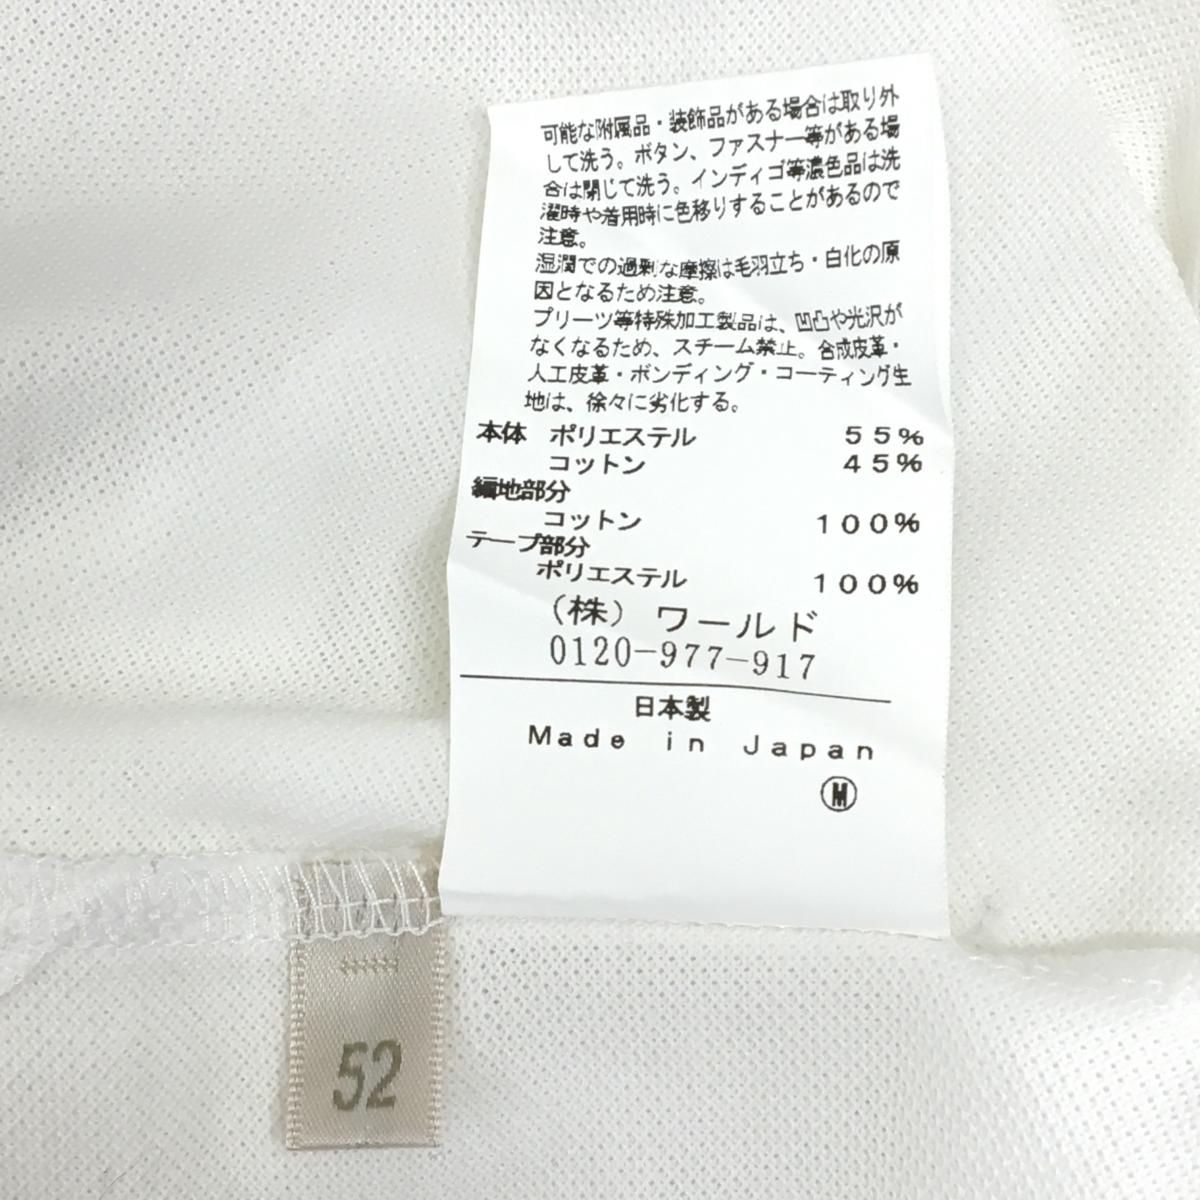 可能な附属品・装飾品がある場合は取り外
して洗う。ボタン、ファスナー等がある場
合は閉じて洗う。インディゴ等濃色品は洗
濯時や着用時に色移りすることがあるので
注意。
湿潤での過剰な摩擦は毛羽立ち・白化の原
因となるため注意。
プリーツ等特殊加工製品は、凹凸や光沢が
なくなるため、スチーム禁止。合成皮革・
人工皮革・ボンディング・コーティング生
地は、徐々に劣化する。
本体 ポリエステル 55%
コットン 45%
編地部分
コットン 100%
テープ部分
ポリエステル 100%
(株) ワールド
0120-977-917
日本製
Made in Japan
Ⓜ
52